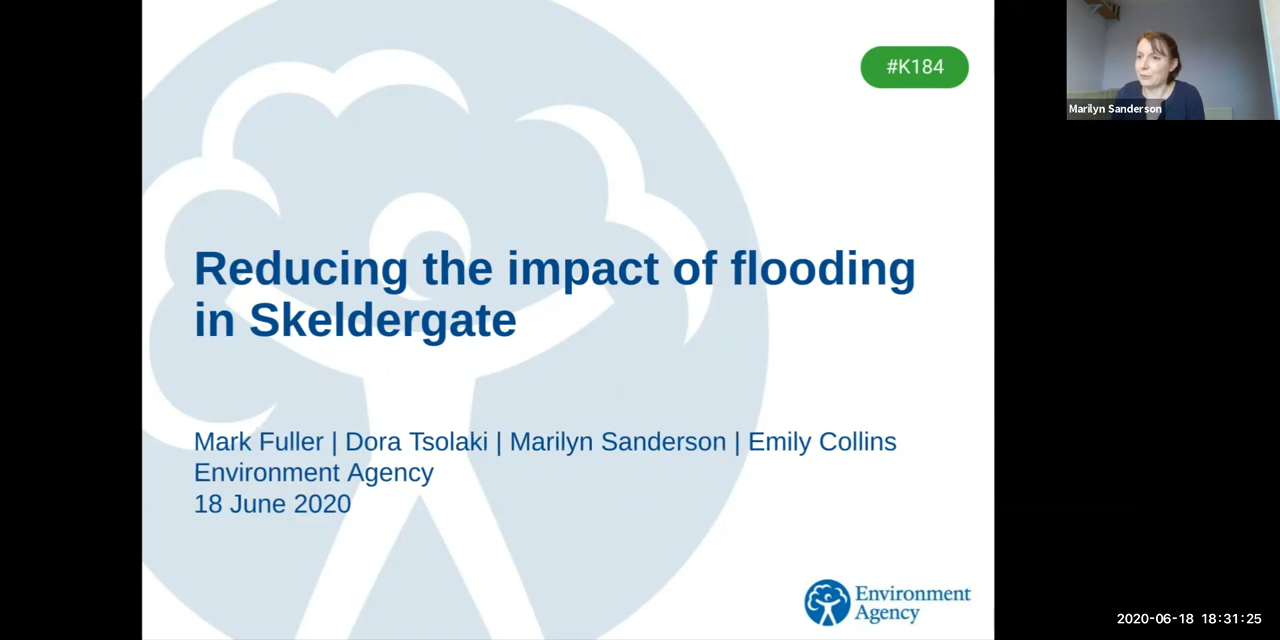 #K184
Marilyn Sanderson
Reducing the impact of flooding
in Skeldergate
Mark Fuller | Dora Tsolaki | Marilyn Sanderson | Emily Collins
Environment Agency
18 June 2020
Environment
Agency
2020-06-18 18:31:25